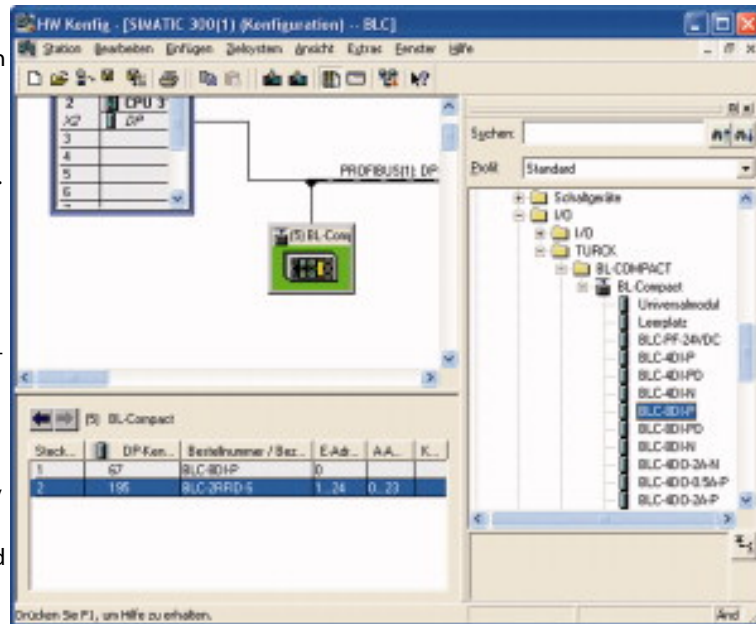 HW Konfig - [SIMATIC 300(1) (Konfiguration) -- BLC]
Station Bearbeiten Einfügen Zielsystem Ansicht Extras Fenster Hilfe
2 CPU 3
X2 DP
3
4
5
6
PROFIBUS(1): DP
(5) BL-Comp
Suchen:
Profil: Standard
Schaltgeräte
I/O
I/O
TURCK
BL-COMPACT
BL-Compact
Universalmodul
Leerplatz
BLC-PF-24VDC
BLC-4DI-P
BLC-4DI-PD
BLC-4DI-N
BLC-8DI-P
BLC-8DI-PD
BLC-8DI-N
BLC-4DO-2A-N
BLC-4DO-0.5A-P
BLC-4DO-2A-P
(5) BL-Compact
Steck... DP-Ken... Bestellnummer / Bez... E-Adr... A-A... K...
1 67 BLC-8DI-P 0
2 195 BLC-2RFID-S 1...24 0...23
Drücken Sie F1, um Hilfe zu erhalten.
Änd